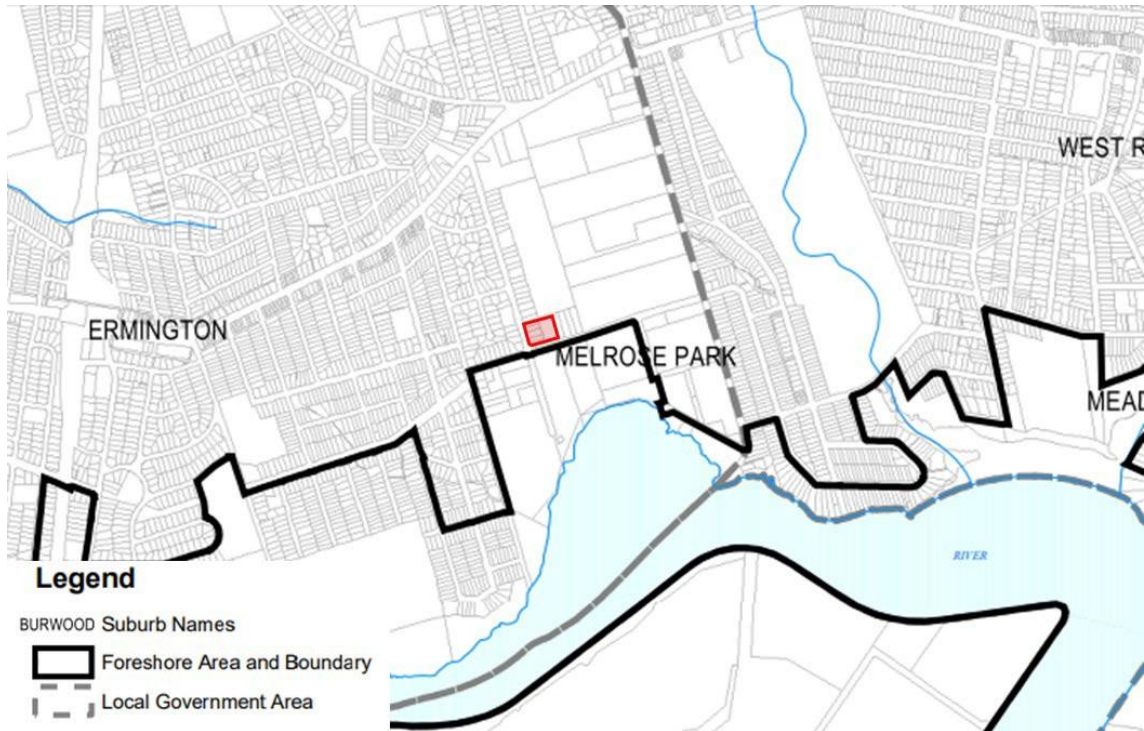 WEST R
ERMINGTON
MELROSE PARK
MEAD
RIVER
Legend
BURWOOD Suburb Names
Foreshore Area and Boundary
Local Government Area